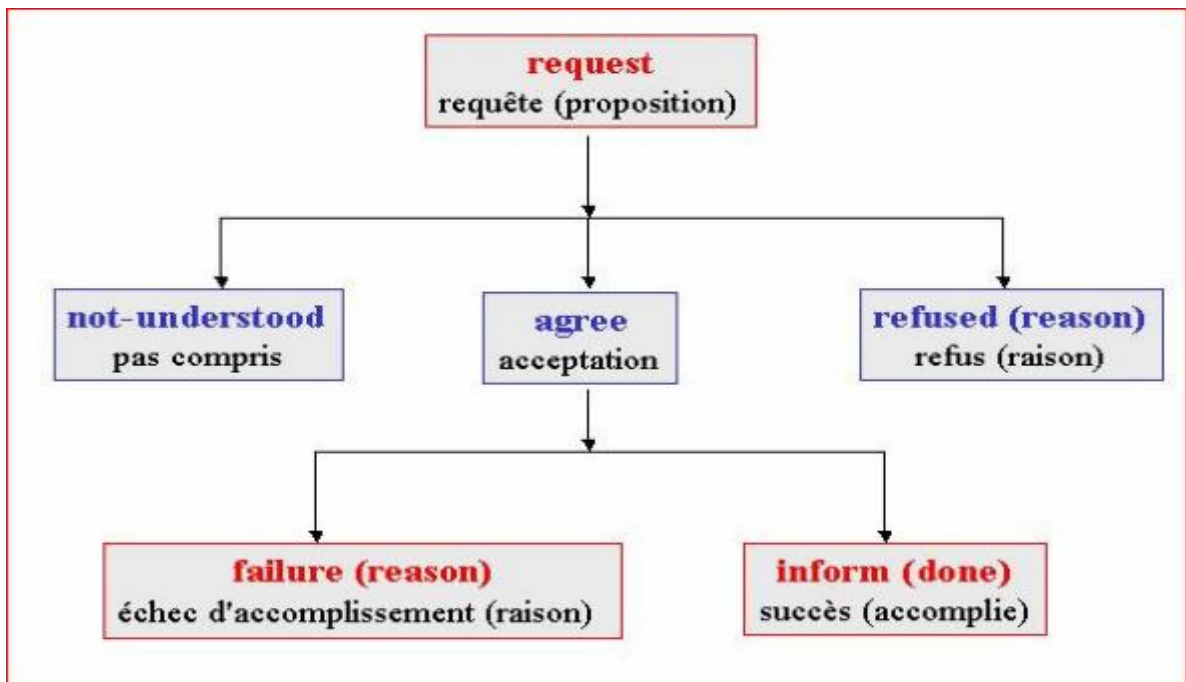 request
requête (proposition)
not-understood
pas compris
agree
acceptation
refused (reason)
refus (raison)
failure (reason)
échec d'accomplissement (raison)
inform (done)
succès (accomplie)